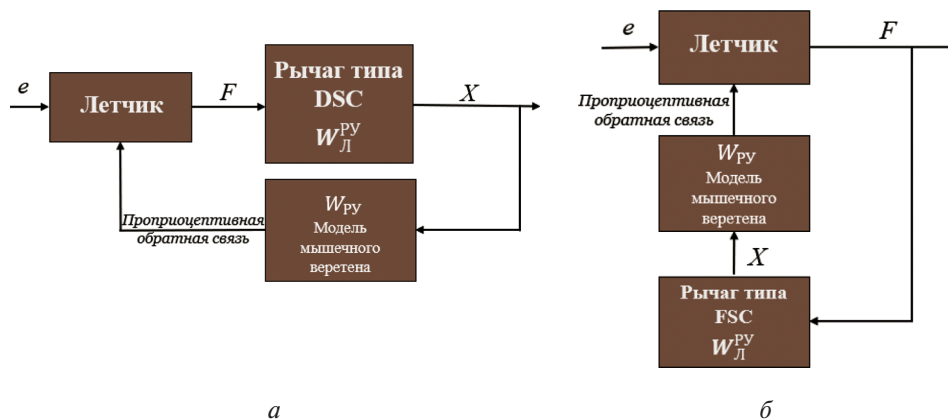 e
Летчик
F
Рычаг типа
DSC
W_Л^РУ
X
Проприоцептивная
обратная связь
W_РУ
Модель
мышечного
веретена
а
e
Летчик
F
Проприоцептивная
обратная связь
W_РУ
Модель
мышечного
веретена
X
Рычаг типа
FSC
W_Л^РУ
б